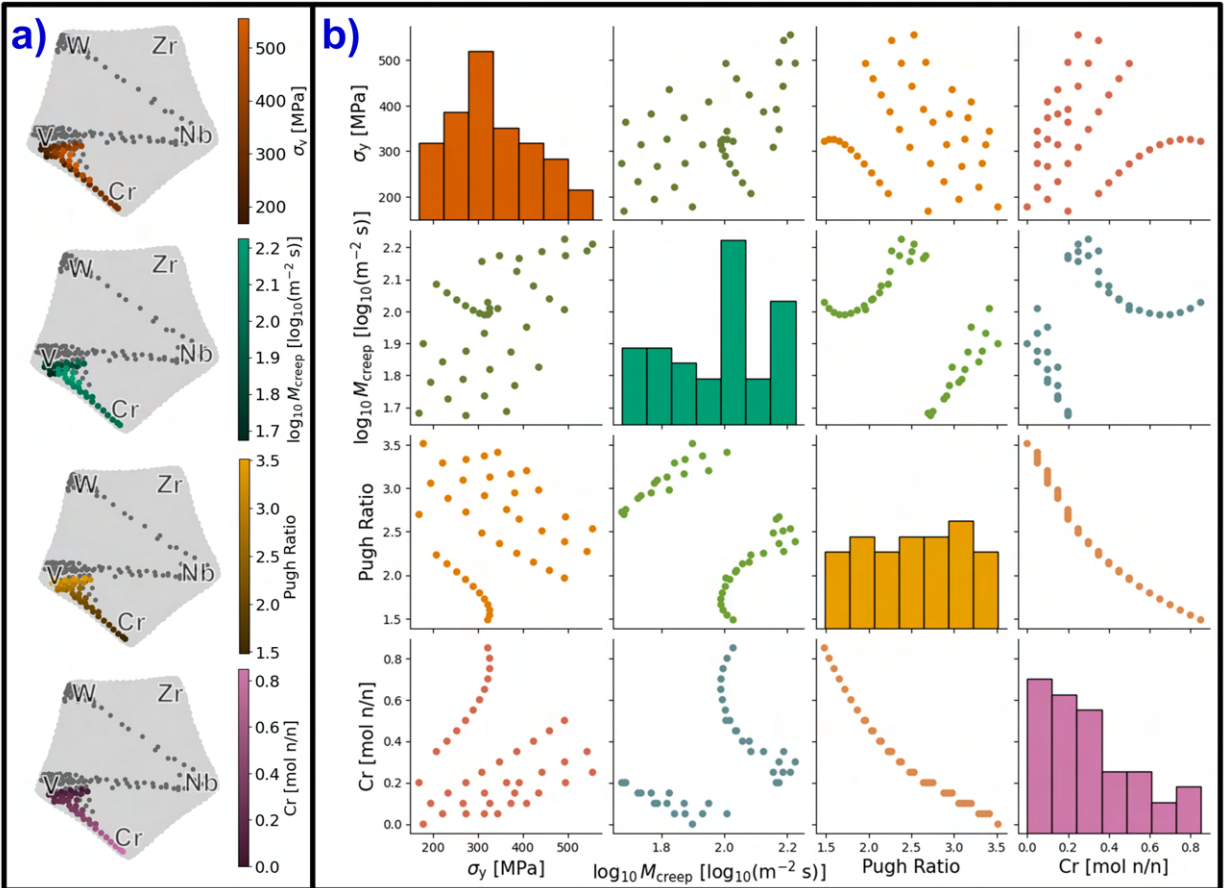 a)
W
Zr
V
Nb
Cr
500
400
300
200
σy [MPa]
W
Zr
V
Nb
Cr
2.2
2.1
2.0
1.9
1.8
1.7
log10 Mcreep [log10(m−2 s)]
W
Zr
V
Nb
Cr
3.5
3.0
2.5
2.0
1.5
Pugh Ratio
W
Zr
V
Nb
Cr
0.8
0.6
0.4
0.2
0.0
Cr [mol n/n]
b)
σy [MPa]
500
400
300
200
log10 Mcreep [log10(m−2 s)]
2.2
2.1
2.0
1.9
1.8
1.7
Pugh Ratio
3.5
3.0
2.5
2.0
1.5
Cr [mol n/n]
0.8
0.6
0.4
0.2
0.0
200 300 400 500
σy [MPa]
1.8 2.0 2.2
log10 Mcreep [log10(m−2 s)]
1.5 2.0 2.5 3.0 3.5
Pugh Ratio
0.0 0.2 0.4 0.6 0.8
Cr [mol n/n]